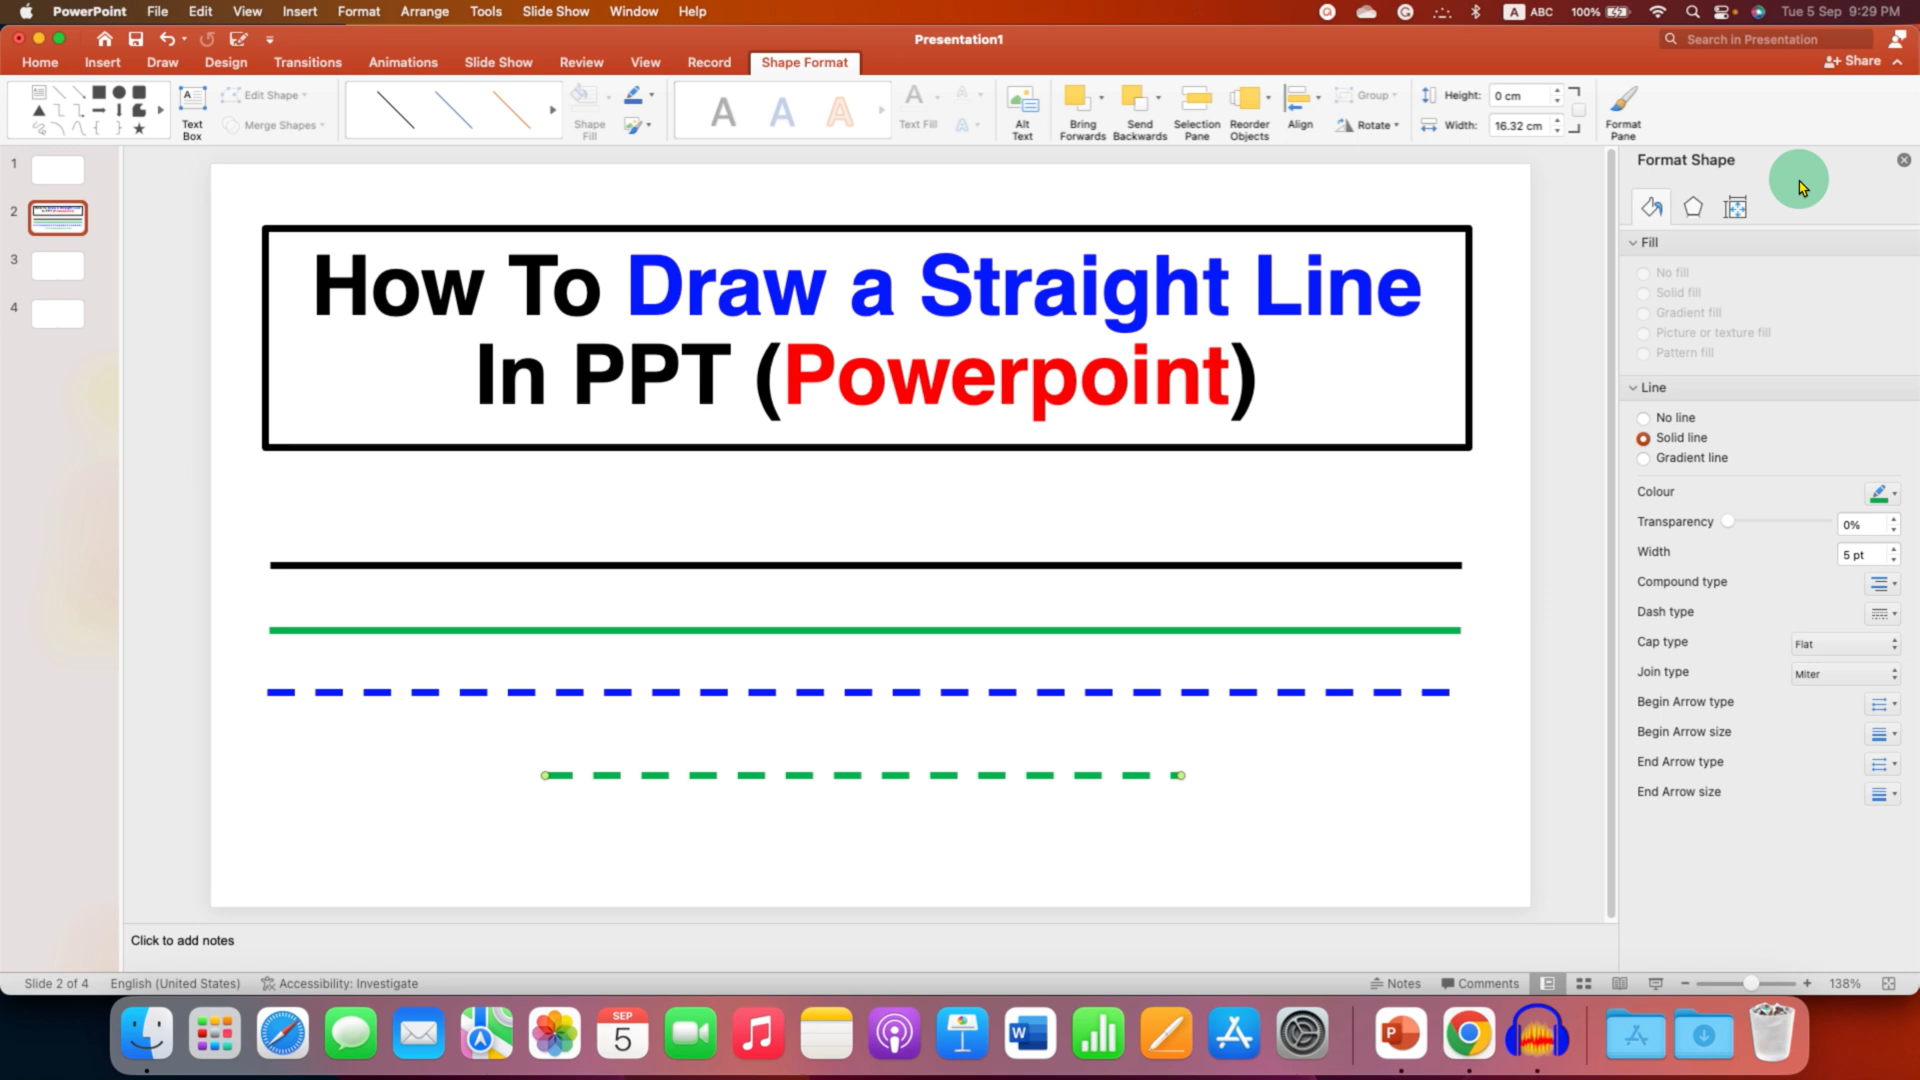 PowerPoint File Edit View Insert Format Arrange Tools Slide Show Window Help A ABC 100% Tue 5 Sep 9:29 PM
Presentation1 Search in Presentation
Home Insert Draw Design Transitions Animations Slide Show Review View Record Shape Format Share
Text Box
Edit Shape
Merge Shapes
Shape Fill
A A A
Text Fill
Alt Text
Bring Forwards
Send Backwards
Selection Pane
Reorder Objects
Align
Group
Rotate
Height: 0 cm
Width: 16.32 cm
Format Pane
1
2
3
4
How To Draw a Straight Line
In PPT (Powerpoint)
Format Shape
Fill
No fill
Solid fill
Gradient fill
Picture or texture fill
Pattern fill
Line
No line
Solid line
Gradient line
Colour
Transparency 0%
Width 5 pt
Compound type
Dash type
Cap type Flat
Join type Miter
Begin Arrow type
Begin Arrow size
End Arrow type
End Arrow size
Click to add notes
Slide 2 of 4 English (United States) Accessibility: Investigate Notes Comments 138%
SEP
5
W
P